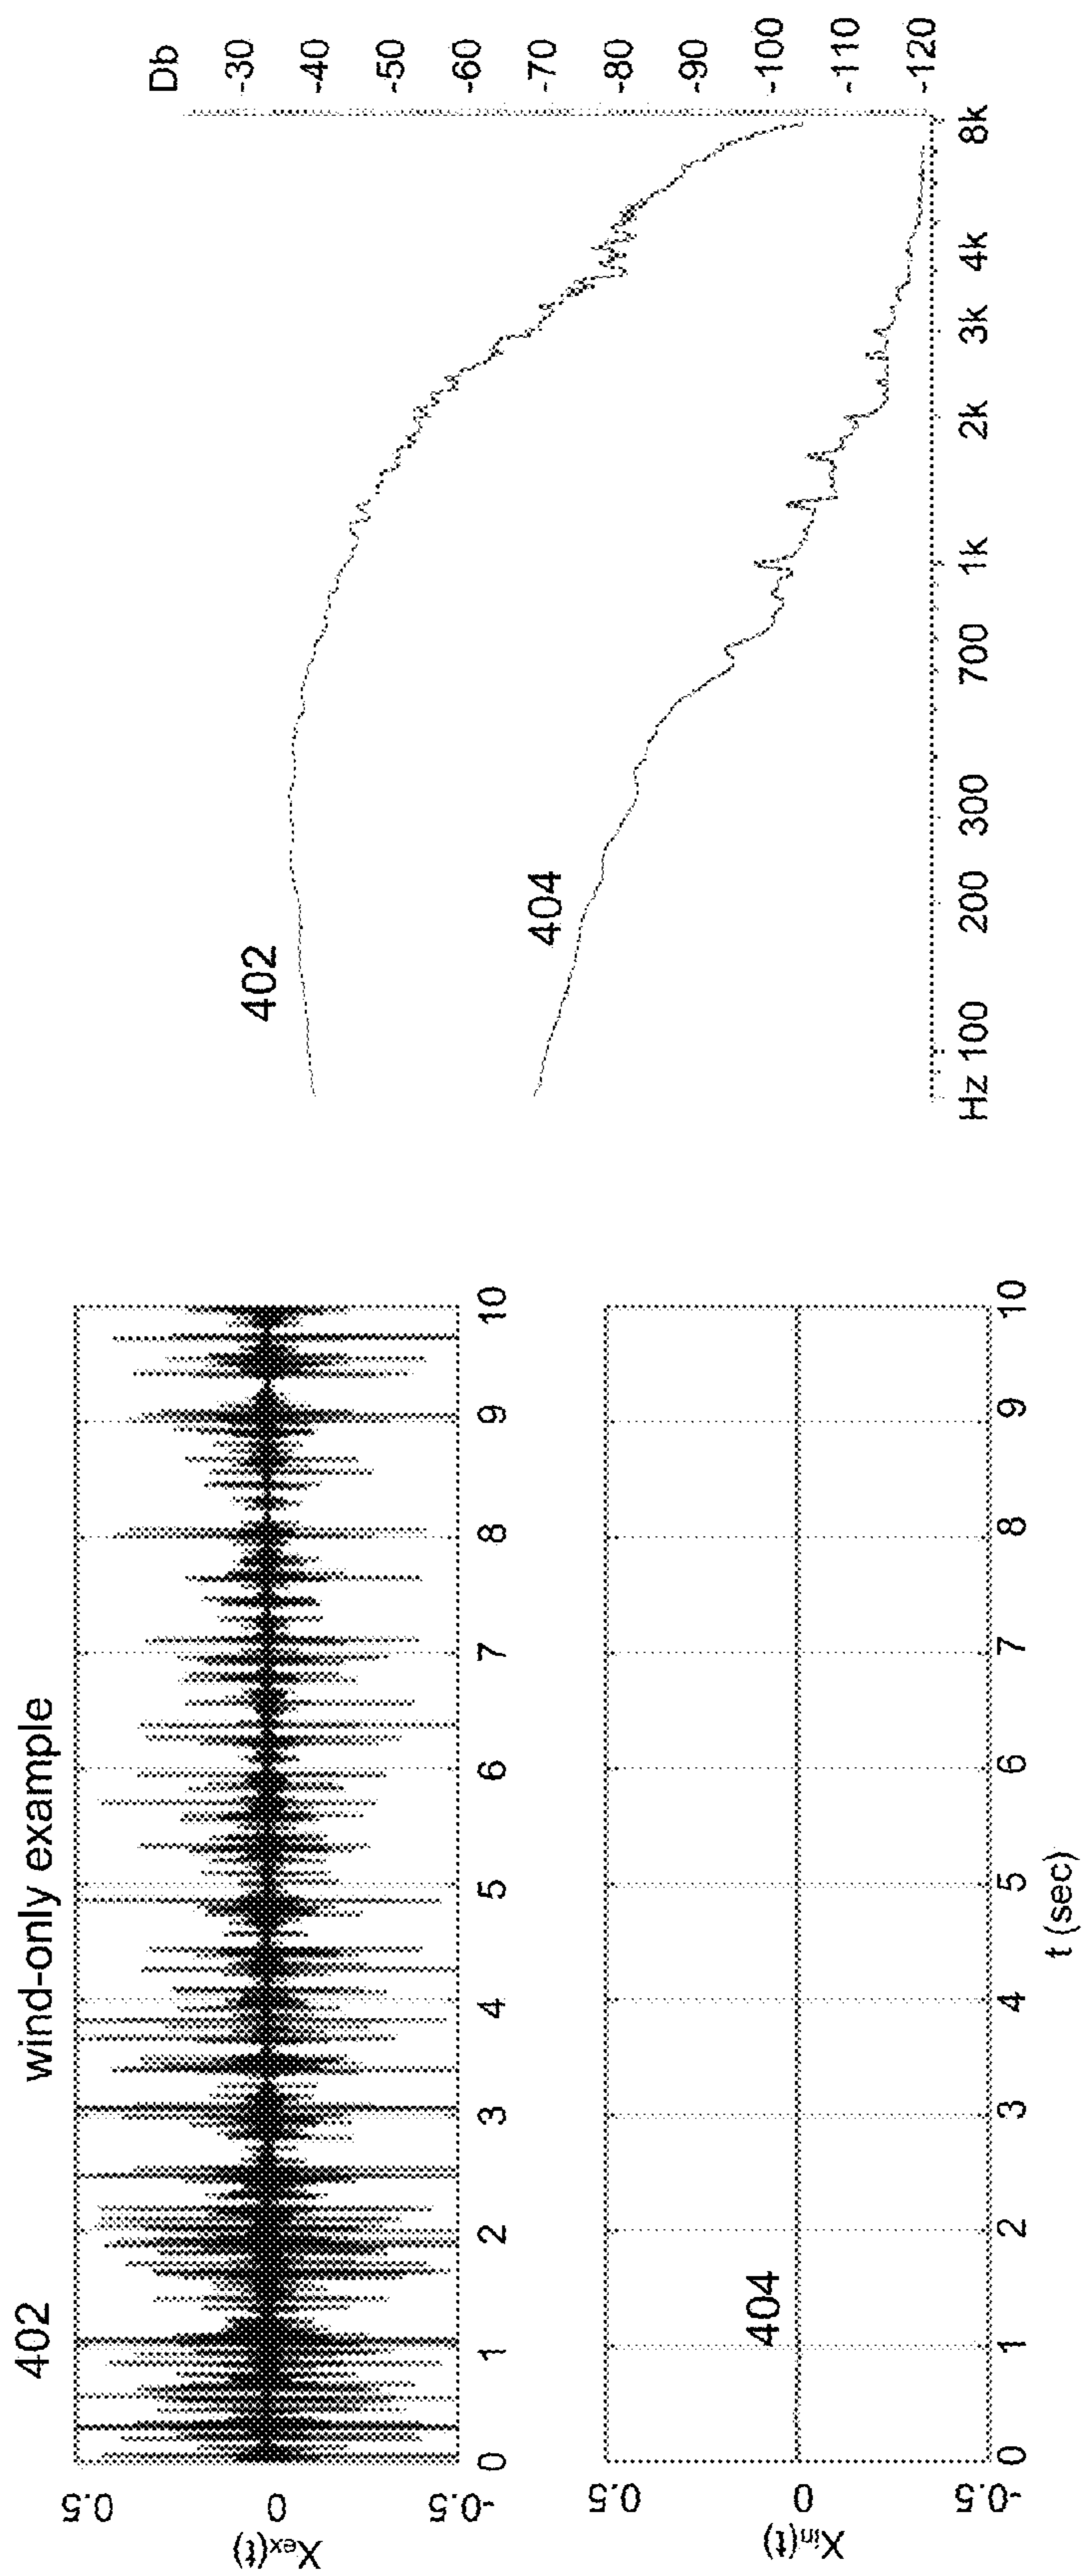 402
wind-only example
0.5
0
-0.5
Xex(t)
0 1 2 3 4 5 6 7 8 9 10
404
0.5
0
-0.5
Xin(t)
0 1 2 3 4 5 6 7 8 9 10
t (sec)
402
404
Db
-30
-40
-50
-60
-70
-80
-90
-100
-110
-120
Hz 100 200 300 700 1k 2k 3k 4k 8k